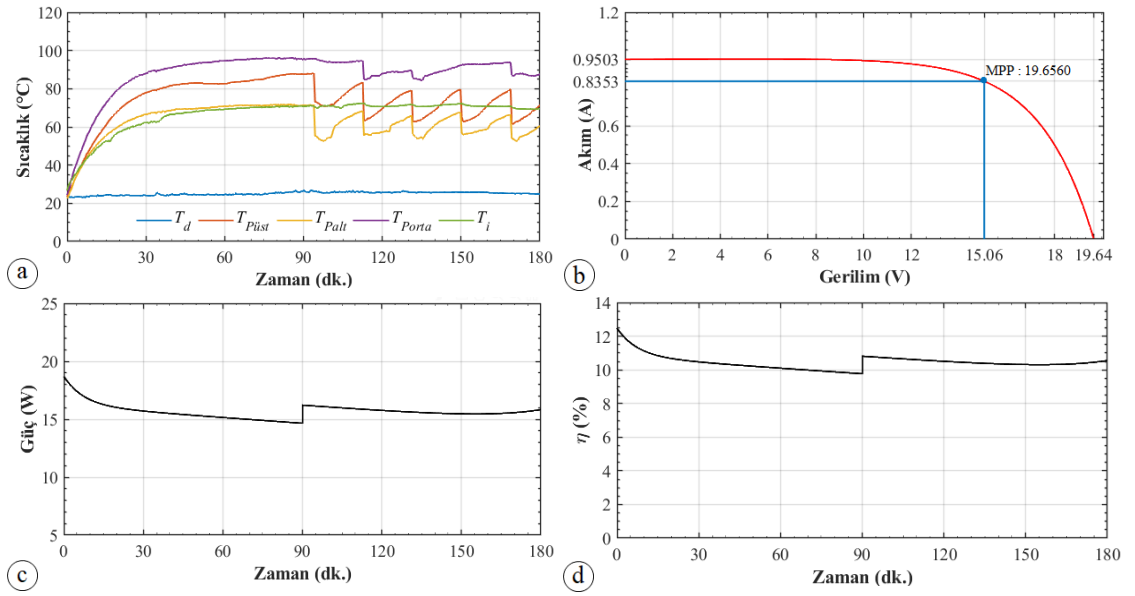 120
100
80
60
40
20
0
Sıcaklık (°C)
T_d T_Püst T_Palt T_Porta T_i
0 30 60 90 120 150 180
Zaman (dk.)
a
1.2
0.9503
0.8353
0.6
0.4
0.2
0
Akım (A)
MPP : 19.6560
0 2 4 6 8 10 12 15.06 18 19.64
Gerilim (V)
b
25
20
15
10
5
Güç (W)
0 30 60 90 120 150 180
Zaman (dk.)
c
14
12
10
8
6
4
2
0
η (%)
0 30 60 90 120 150 180
Zaman (dk.)
d